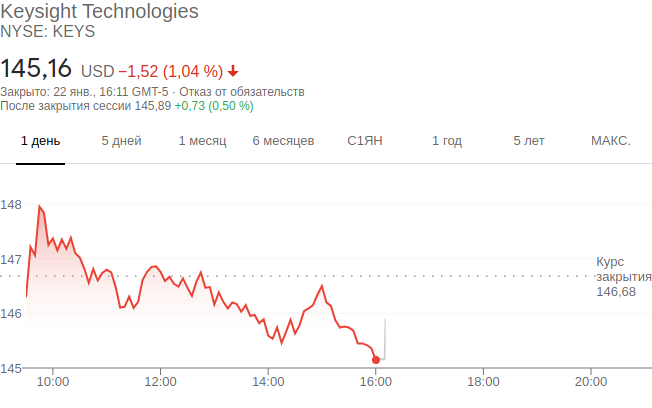 Keysight Technologies
NYSE: KEYS
145,16 USD −1,52 (1,04 %)
Закрыто: 22 янв., 16:11 GMT-5 · Отказ от обязательств
После закрытия сессии 145,89 +0,73 (0,50 %)
1 день 5 дней 1 месяц 6 месяцев С1ЯН 1 год 5 лет МАКС.
148
147
Курс
закрытия
146,68
146
145
10:00 12:00 14:00 16:00 18:00 20:00